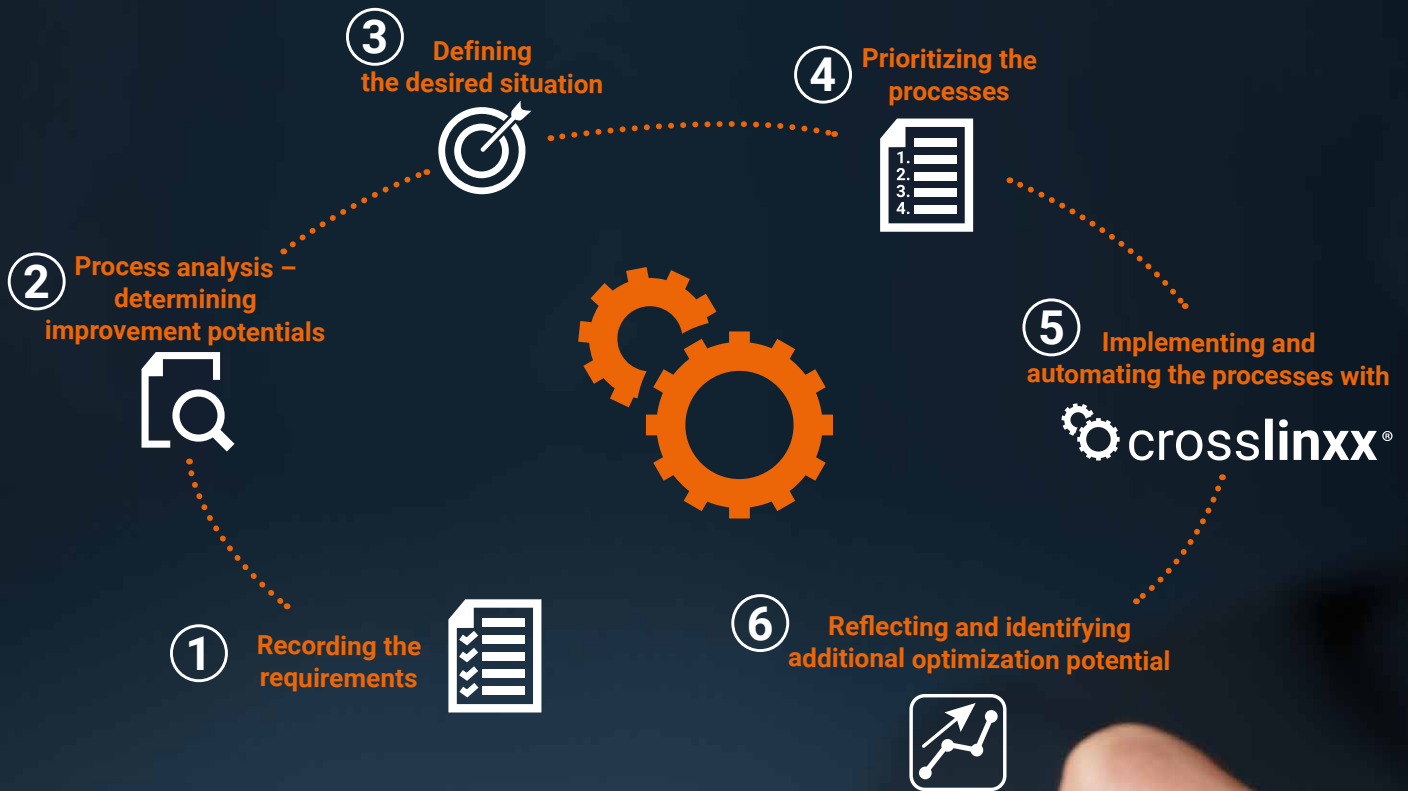 1
Recording the
requirements
2
Process analysis –
determining
improvement potentials
3
Defining
the desired situation
4
Prioritizing the
processes
1.
2.
3.
4.
5
Implementing and
automating the processes with
crosslinxx®
6
Reflecting and identifying
additional optimization potential